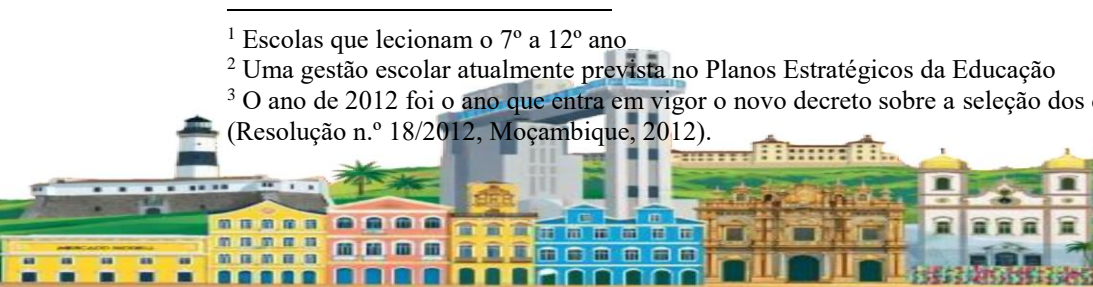 ¹ Escolas que lecionam o 7º a 12º ano
² Uma gestão escolar atualmente prevista no Planos Estratégicos da Educação
³ O ano de 2012 foi o ano que entra em vigor o novo decreto sobre a seleção dos
(Resolução n.º 18/2012, Moçambique, 2012).
MERCADO MODELO